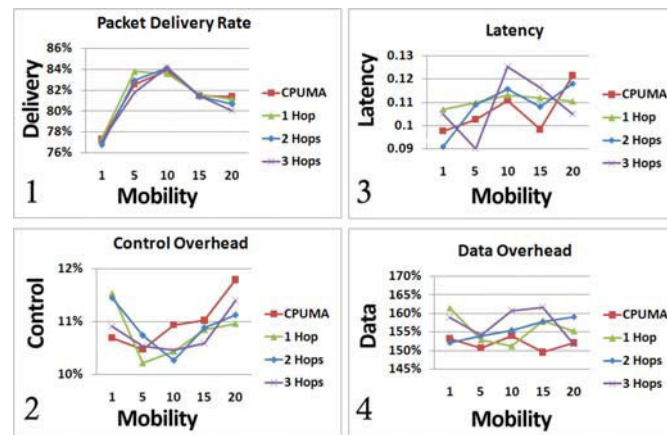 Packet Delivery Rate
86%
84%
82%
80%
78%
76%
Delivery
1 5 10 15 20
Mobility
CPUMA
1 Hop
2 Hops
3 Hops
1
Latency
0.13
0.12
0.11
0.1
0.09
Latency
1 5 10 15 20
Mobility
CPUMA
1 Hop
2 Hops
3 Hops
3
Control Overhead
12%
11%
10%
Control
1 5 10 15 20
Mobility
CPUMA
1 Hop
2 Hops
3 Hops
2
Data Overhead
170%
165%
160%
155%
150%
145%
Data
1 5 10 15 20
Mobility
CPUMA
1 Hop
2 Hops
3 Hops
4